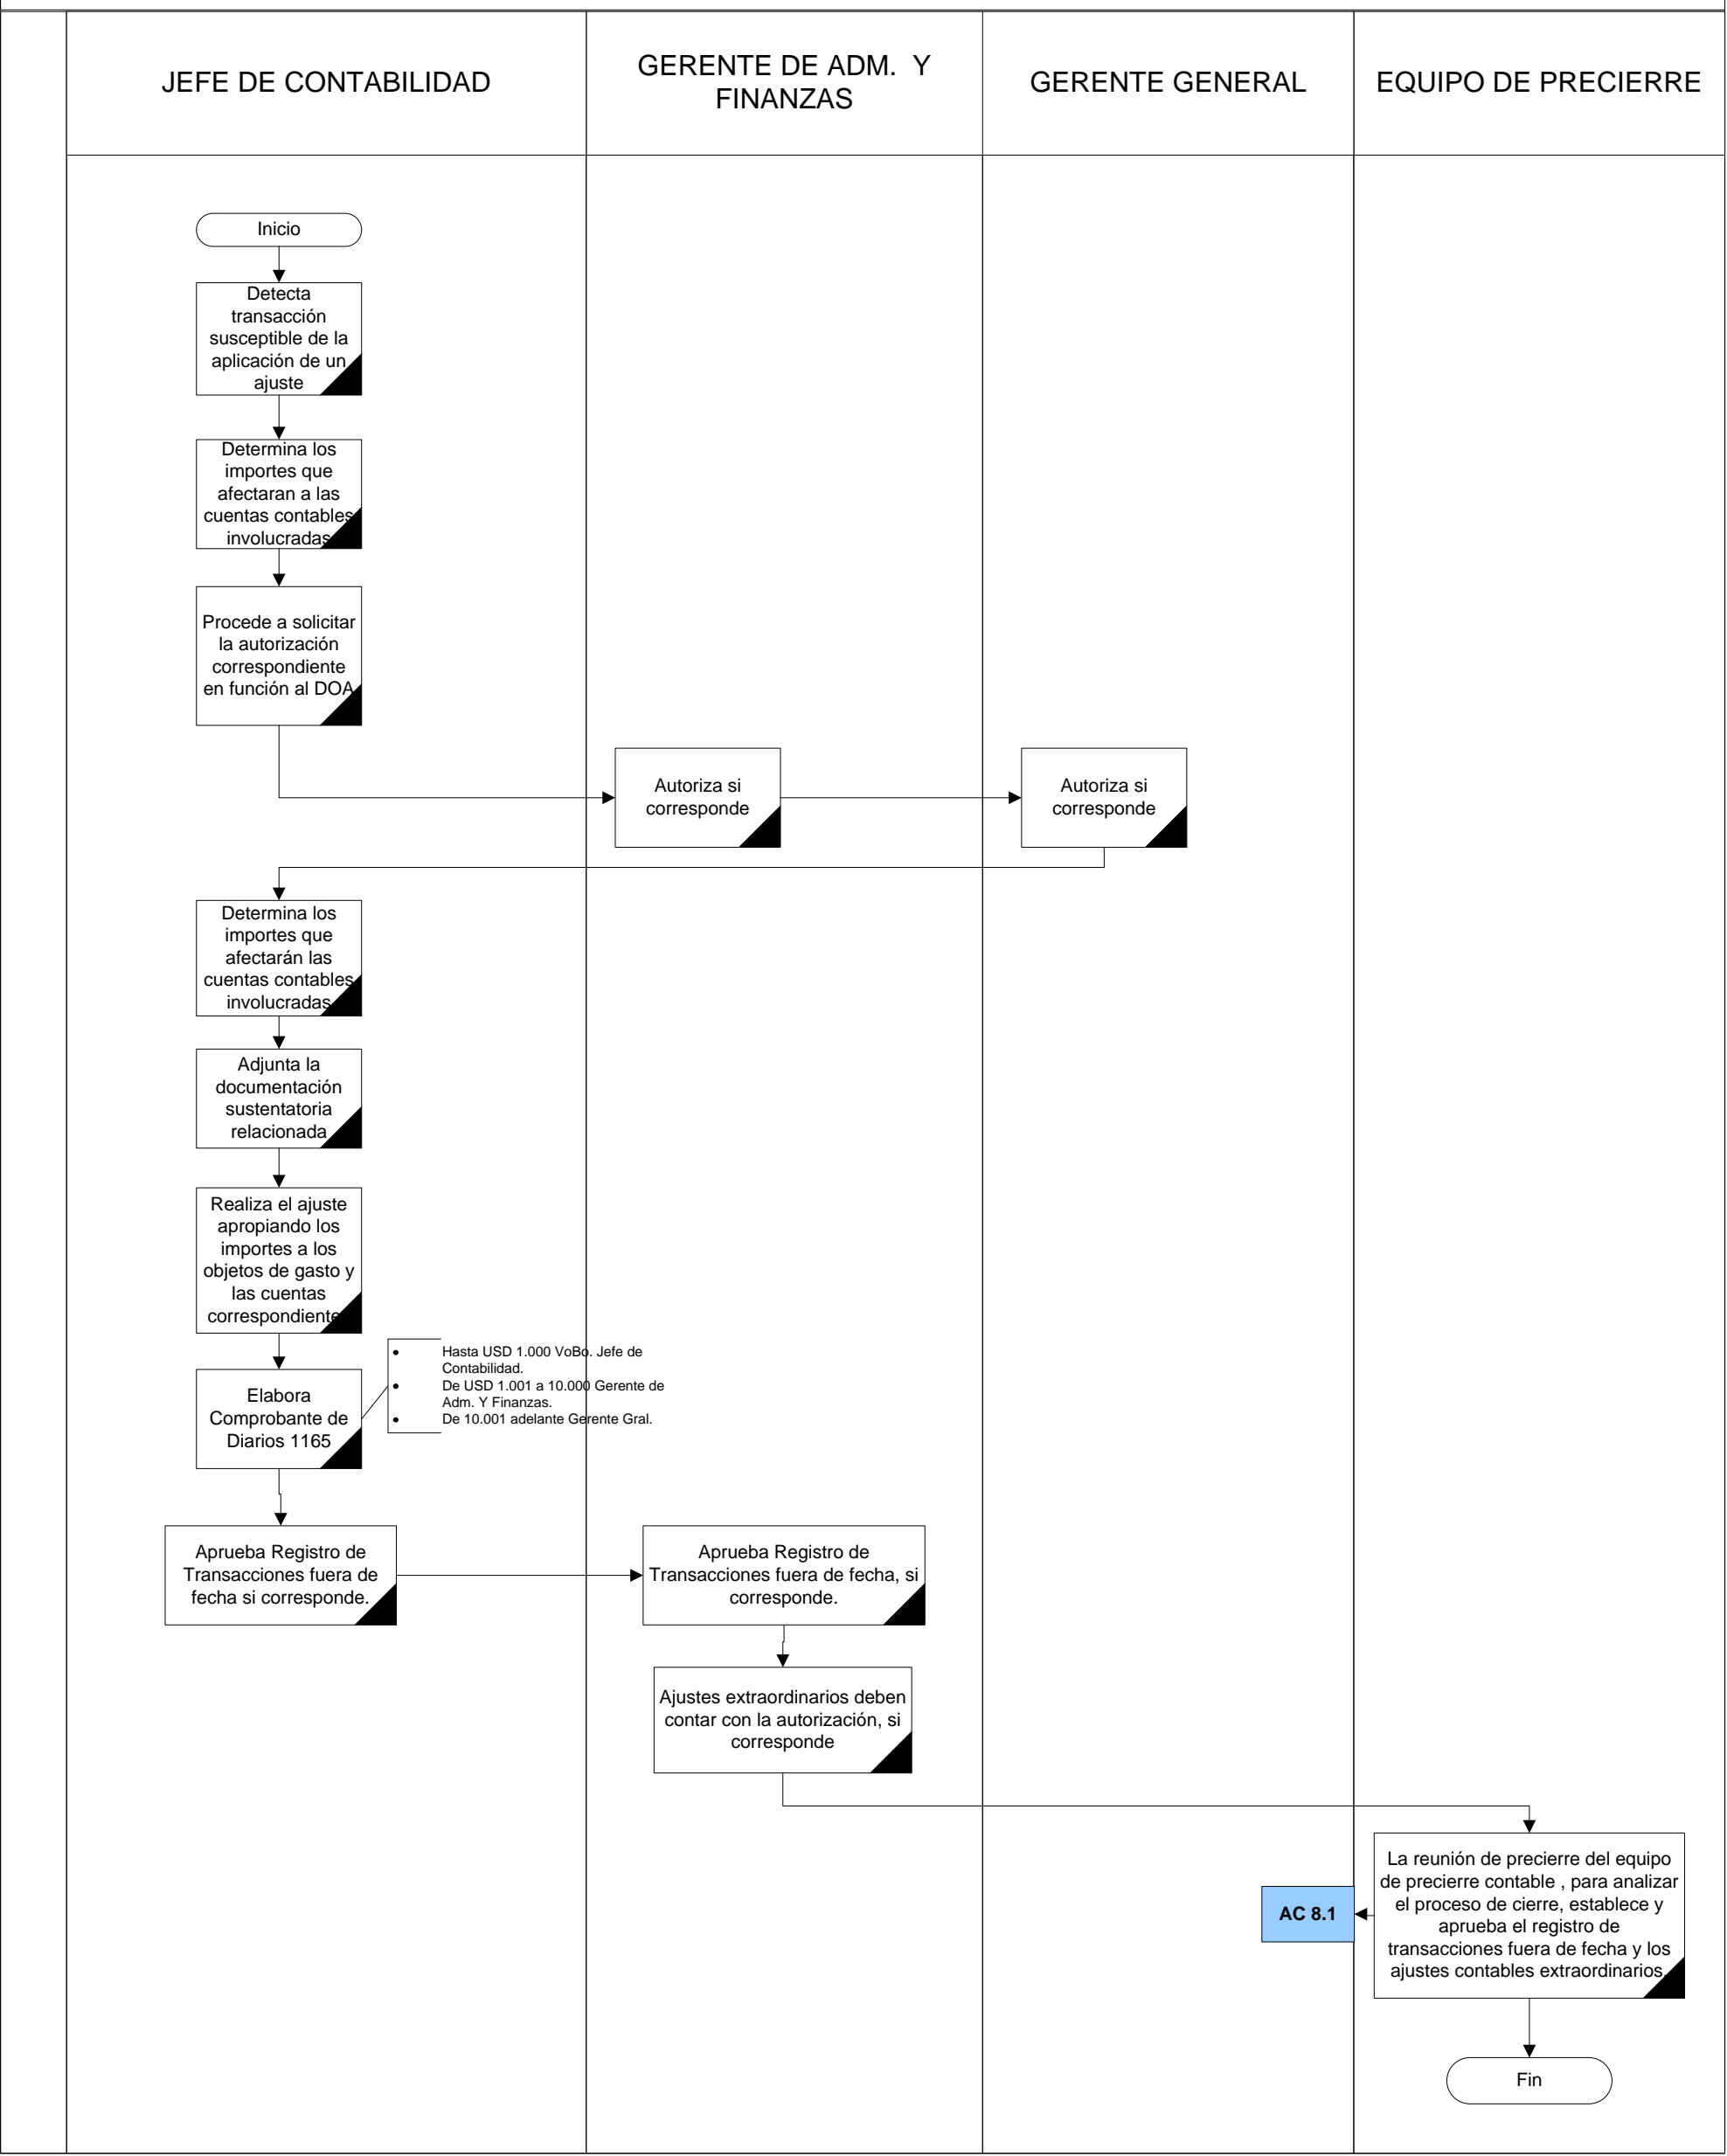 JEFE DE CONTABILIDAD
GERENTE DE ADM. Y
FINANZAS
GERENTE GENERAL
EQUIPO DE PRECIERRE
Inicio
Detecta
transacción
susceptible de la
aplicación de un
ajuste
Determina los
importes que
afectaran a las
cuentas contables
involucradas
Procede a solicitar
la autorización
correspondiente
en función al DOA
Autoriza si
corresponde
Autoriza si
corresponde
Determina los
importes que
afectarán las
cuentas contables
involucradas
Adjunta la
documentación
sustentatoria
relacionada
Realiza el ajuste
apropiando los
importes a los
objetos de gasto y
las cuentas
correspondiente
Elabora
Comprobante de
Diarios 1165
• Hasta USD 1.000 VoBo. Jefe de
Contabilidad.
• De USD 1.001 a 10.000 Gerente de
Adm. Y Finanzas.
• De 10.001 adelante Gerente Gral.
Aprueba Registro de
Transacciones fuera de
fecha si corresponde.
Aprueba Registro de
Transacciones fuera de fecha, si
corresponde.
Ajustes extraordinarios deben
contar con la autorización, si
corresponde
La reunión de precierre del equipo
de precierre contable , para analizar
el proceso de cierre, establece y
aprueba el registro de
transacciones fuera de fecha y los
ajustes contables extraordinarios.
AC 8.1
Fin